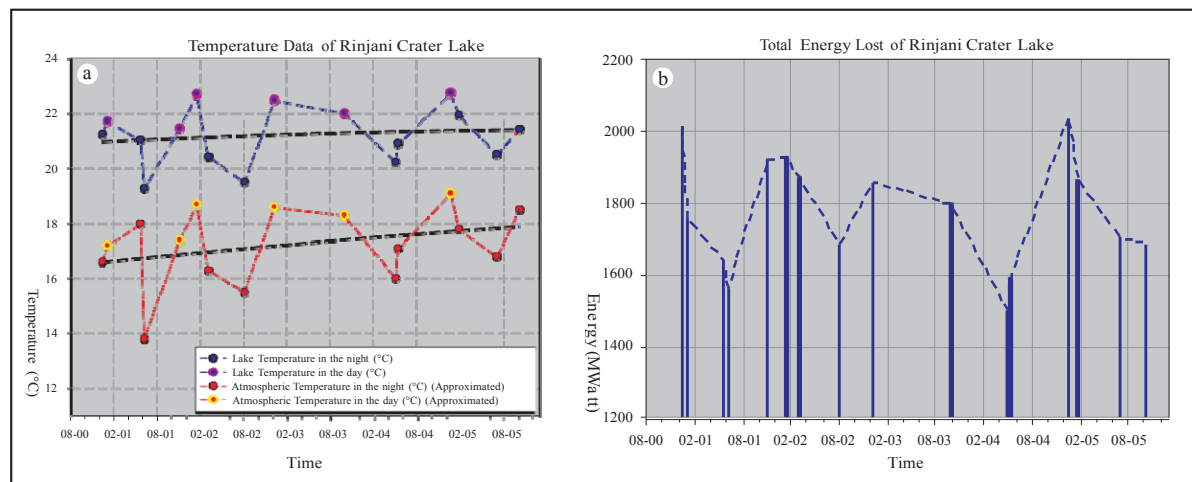 Temperature Data of Rinjani Crater Lake
a
24
22
20
18
16
14
12
Temperature (°C)
Lake Temperature in the night (°C)
Lake Temperature in the day (°C)
Atmospheric Temperature in the night (°C) (Approximated)
Atmospheric Temperature in the day (°C) (Approximated)
08-00 02-01 08-01 02-02 08-02 02-03 08-03 02-04 08-04 02-05 08-05
Time
Total Energy Lost of Rinjani Crater Lake
b
2200
2000
1800
1600
1400
1200
Energy (MWatt)
08-00 02-01 08-01 02-02 08-02 02-03 08-03 02-04 08-04 02-05 08-05
Time